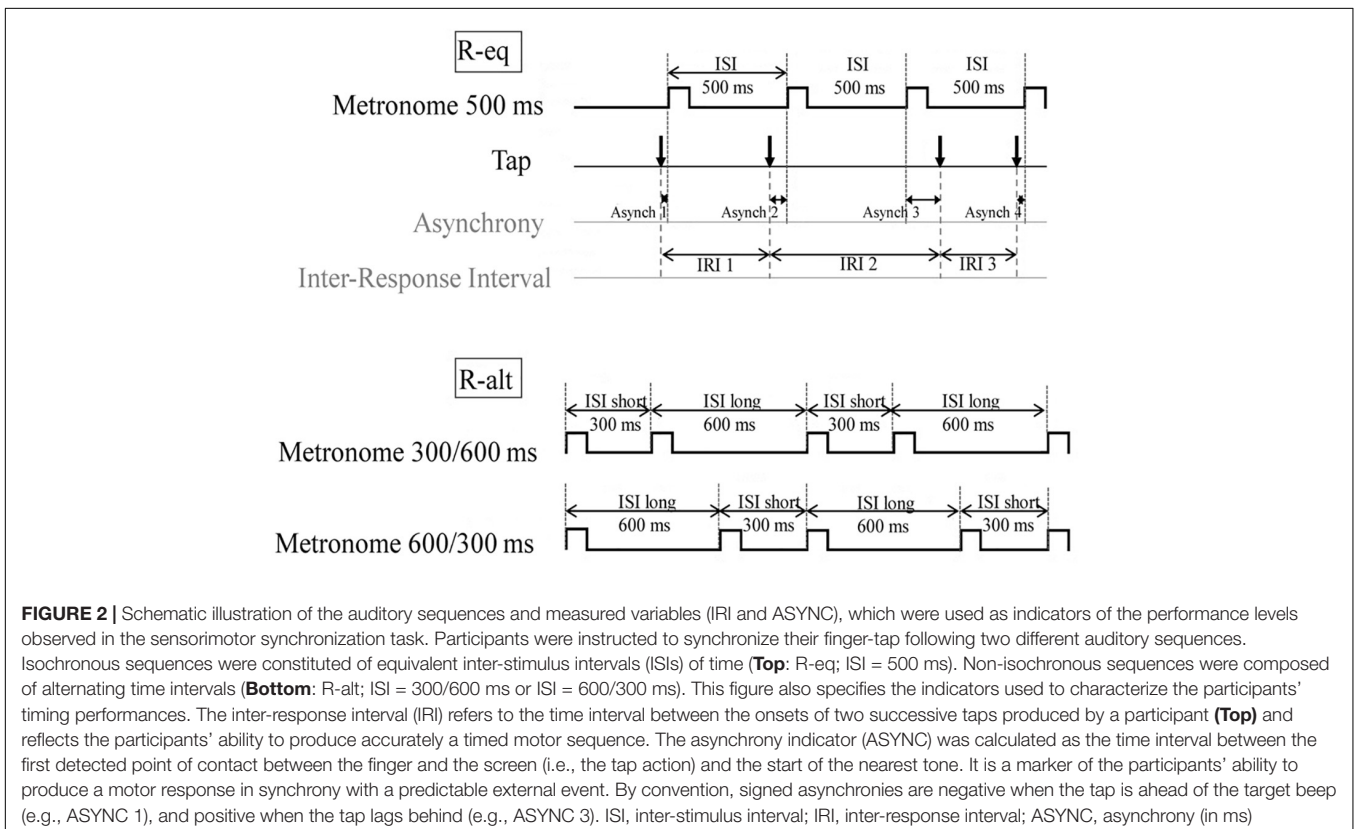 R-eq
ISI ISI ISI
500 ms 500 ms 500 ms
Metronome 500 ms
Tap
Asynch 1 Asynch 2 Asynch 3 Asynch 4
Asynchrony
IRI 1 IRI 2 IRI 3
Inter-Response Interval
R-alt
ISI short ISI long ISI short ISI long
300 ms 600 ms 300 ms 600 ms
Metronome 300/600 ms
ISI long ISI short ISI long ISI short
600 ms 300 ms 600 ms 300 ms
Metronome 600/300 ms
FIGURE 2 | Schematic illustration of the auditory sequences and measured variables (IRI and ASYNC), which were used as indicators of the performance levels
observed in the sensorimotor synchronization task. Participants were instructed to synchronize their finger-tap following two different auditory sequences.
Isochronous sequences were constituted of equivalent inter-stimulus intervals (ISIs) of time (Top: R-eq; ISI = 500 ms). Non-isochronous sequences were composed
of alternating time intervals (Bottom: R-alt; ISI = 300/600 ms or ISI = 600/300 ms). This figure also specifies the indicators used to characterize the participants'
timing performances. The inter-response interval (IRI) refers to the time interval between the onsets of two successive taps produced by a participant (Top) and
reflects the participants' ability to produce accurately a timed motor sequence. The asynchrony indicator (ASYNC) was calculated as the time interval between the
first detected point of contact between the finger and the screen (i.e., the tap action) and the start of the nearest tone. It is a marker of the participants' ability to
produce a motor response in synchrony with a predictable external event. By convention, signed asynchronies are negative when the tap is ahead of the target beep
(e.g., ASYNC 1), and positive when the tap lags behind (e.g., ASYNC 3). ISI, inter-stimulus interval; IRI, inter-response interval; ASYNC, asynchrony (in ms)